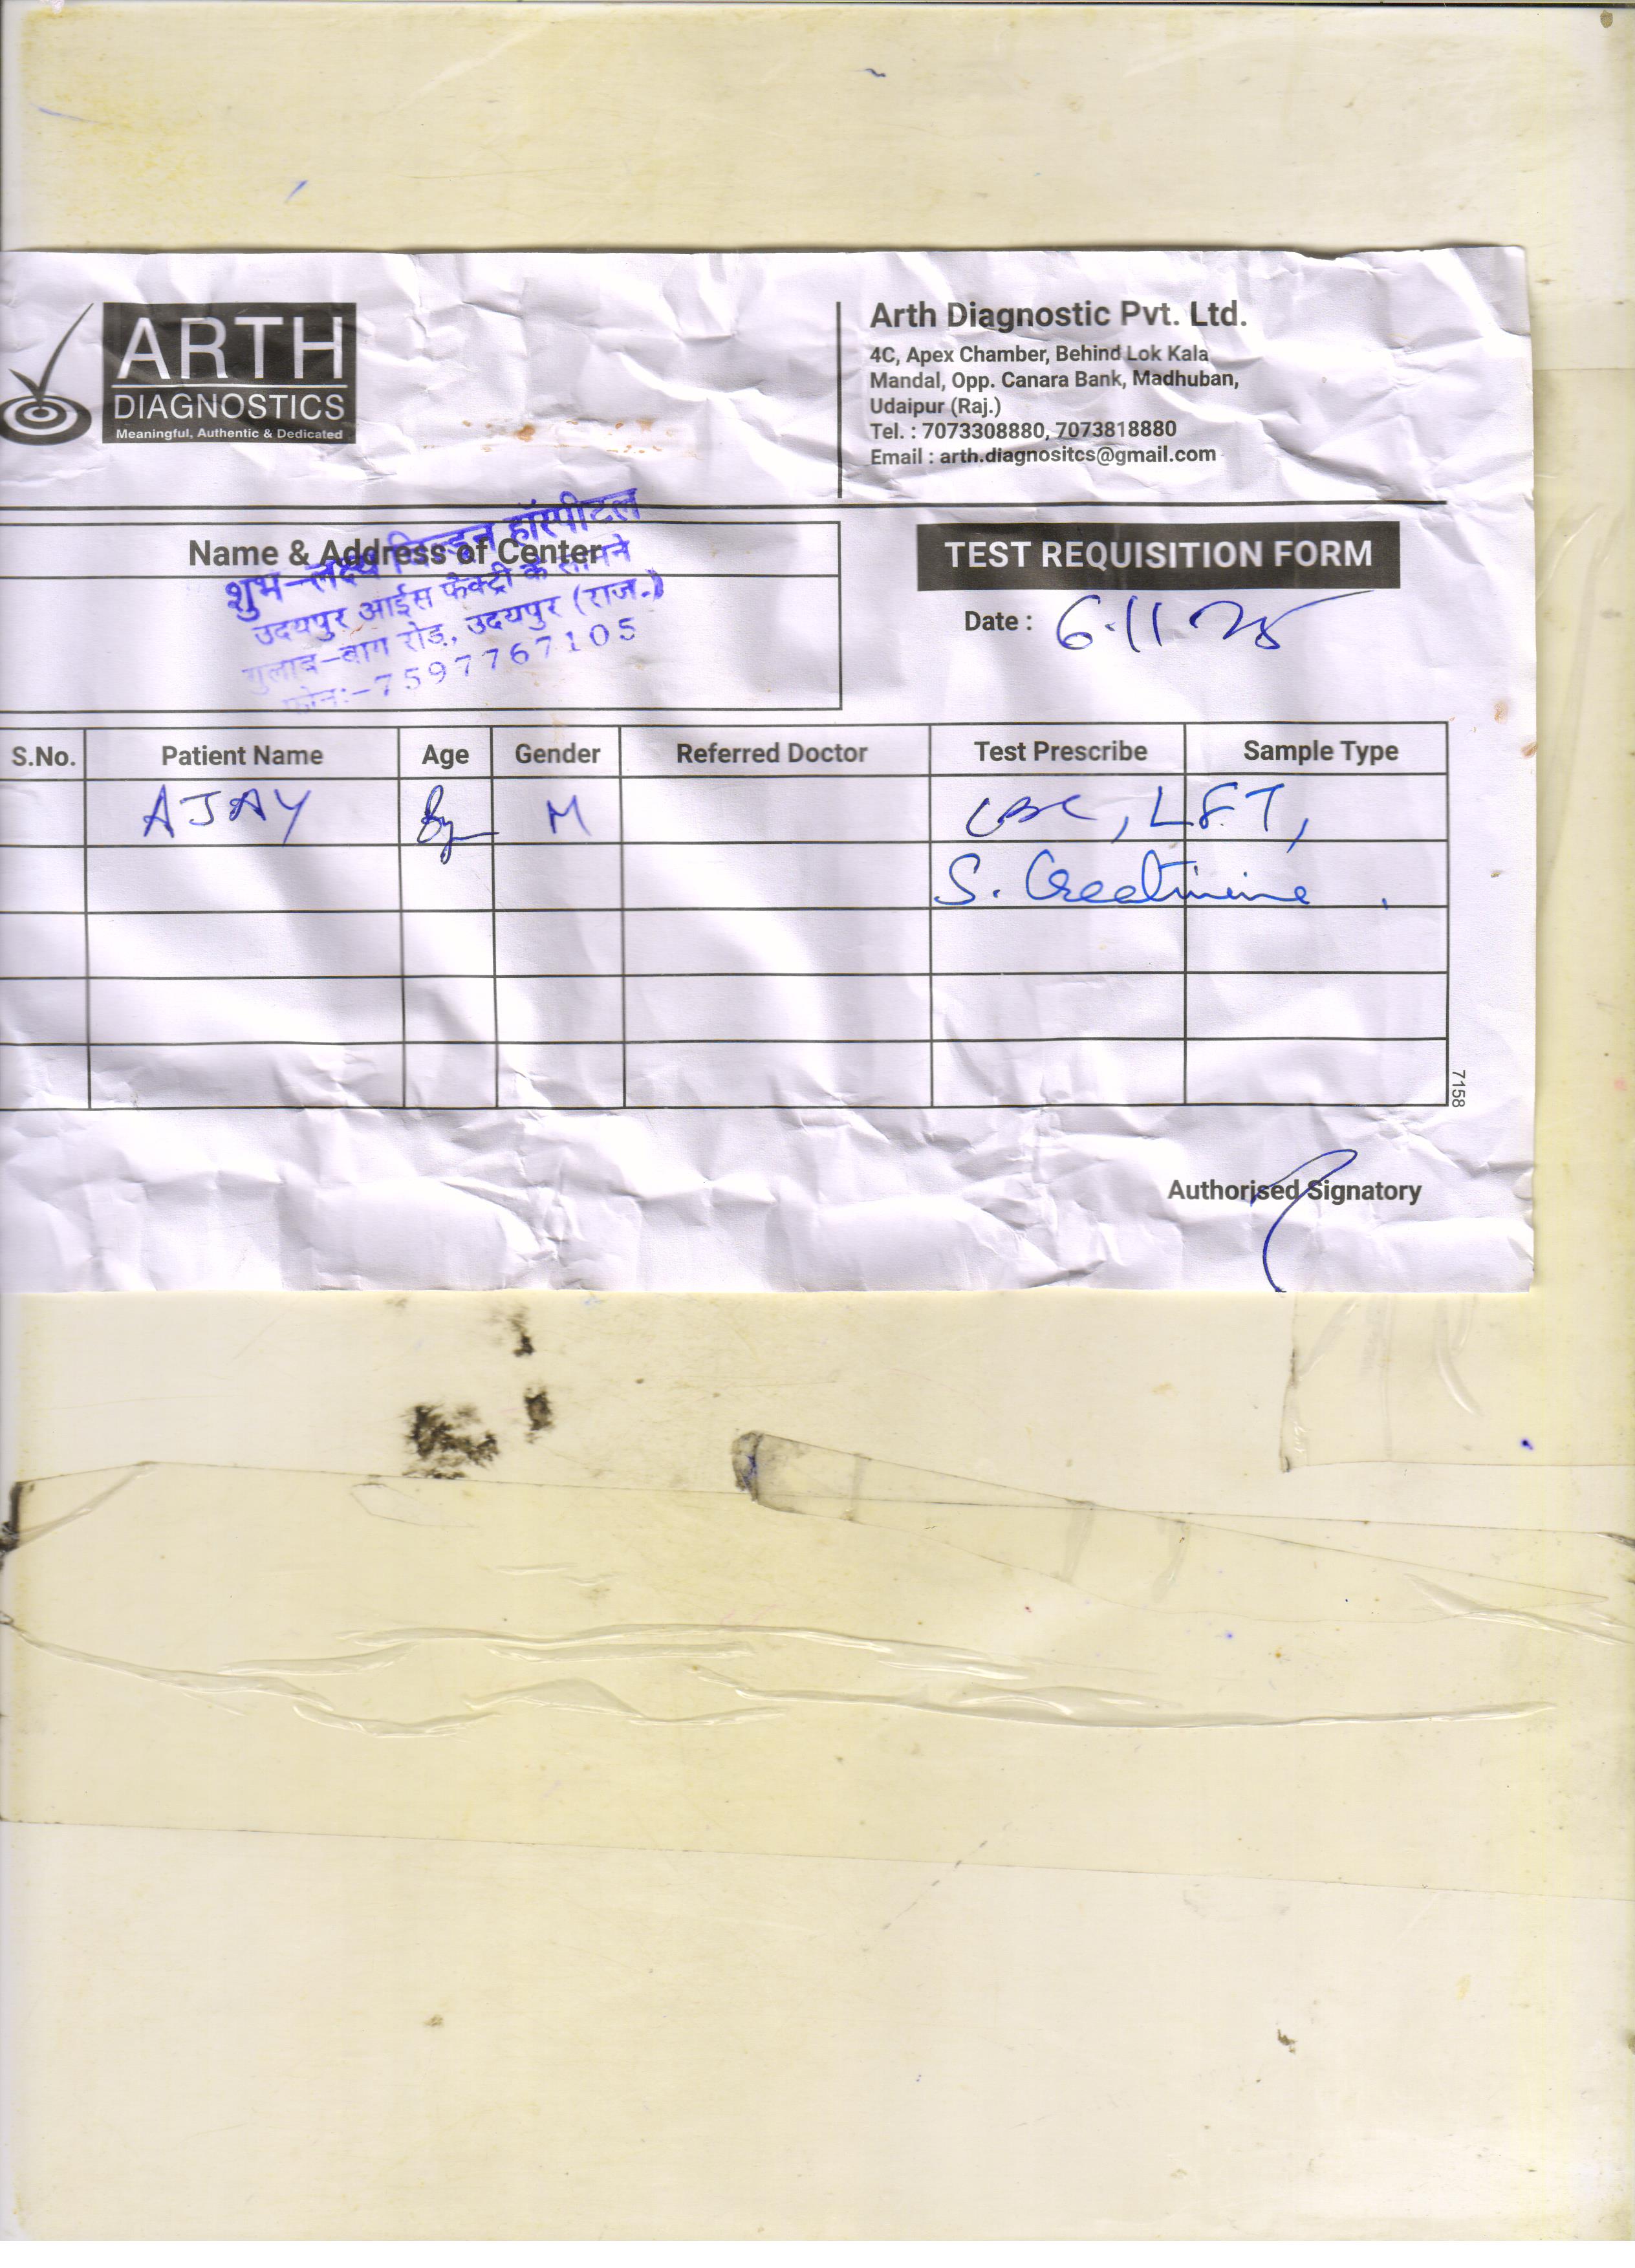 ARTH
DIAGNOSTICS
Meaningful, Authentic & Dedicated
Arth Diagnostic Pvt. Ltd.
4C, Apex Chamber, Behind Lok Kala
Mandal, Opp. Canara Bank, Madhuban,
Udaipur (Raj.)
Tel. : 7073308880, 7073818880
Email : arth.diagnositcs@gmail.com
Name & Address of Center
शुभ-लक्ष्य चिल्ड्रन हॉस्पीटल
उदयपुर आईस फेक्ट्री के सामने
गुलाब-बाग रोड़, उदयपुर (राज.)
फोन:-7597767105
TEST REQUISITION FORM
Date : 6.11.25
S.No. Patient Name Age Gender Referred Doctor Test Prescribe Sample Type
AJAY M CBC, LFT,
S. Creatinine
7158
Authorised Signatory